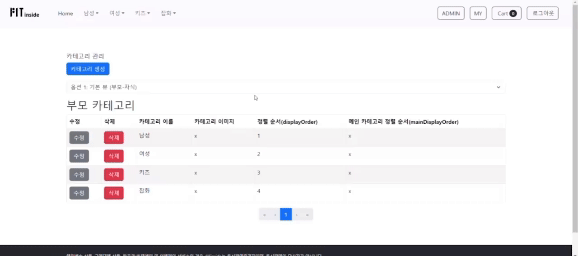 FIT inside Home 남성 여성 키즈 잡화 ADMIN MY Cart 0 로그아웃
카테고리 관리
카테고리 생성
옵션 1: 기본 뷰 (부모-자식)
부모 카테고리
수정 삭제 카테고리 이름 카테고리 이미지 정렬 순서(displayOrder) 메인 카테고리 정렬 순서(mainDisplayOrder)
수정 삭제 남성 x 1 x
수정 삭제 여성 x 2 x
수정 삭제 키즈 x 3 x
수정 삭제 잡화 x 4 x
« ‹ 1 › »